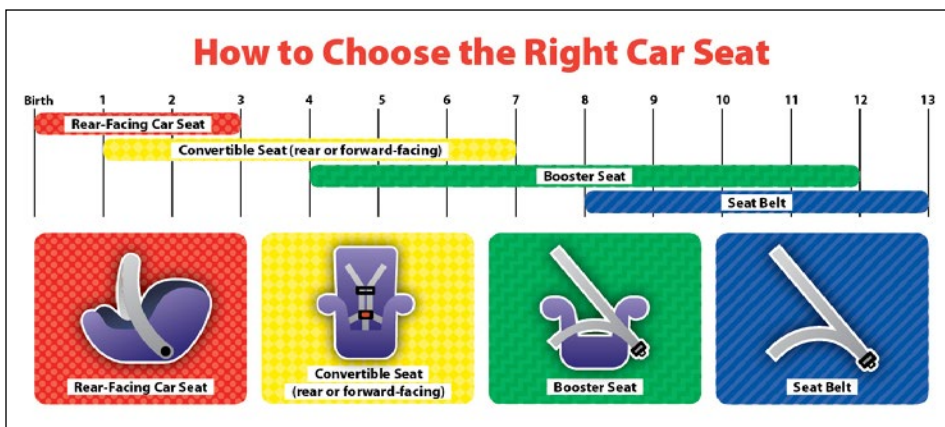 How to Choose the Right Car Seat
Birth 1 2 3 4 5 6 7 8 9 10 11 12 13
Rear-Facing Car Seat
Convertible Seat (rear or forward-facing)
Booster Seat
Seat Belt
Rear-Facing Car Seat
Convertible Seat
(rear or forward-facing)
Booster Seat
Seat Belt